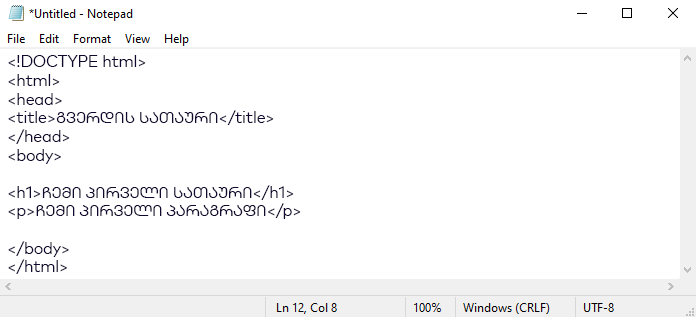 *Untitled - Notepad
File Edit Format View Help
<!DOCTYPE html>
<html>
<head>
<title>გვერდის სათაური</title>
</head>
<body>
<h1>ჩემი პირველი სათაური</h1>
<p>ჩემი პირველი პარაგრაფი</p>
</body>
</html>
Ln 12, Col 8 100% Windows (CRLF) UTF-8